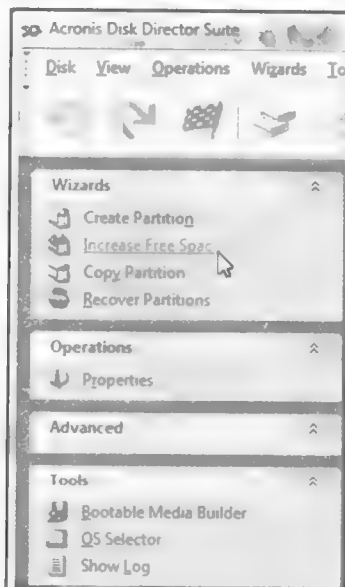 Acronis Disk Director Suite
Disk View Operations Wizards To
Wizards
Create Partition
Increase Free Spac
Copy Partition
Recover Partitions
Operations
Properties
Advanced
Tools
Bootable Media Builder
OS Selector
Show Log